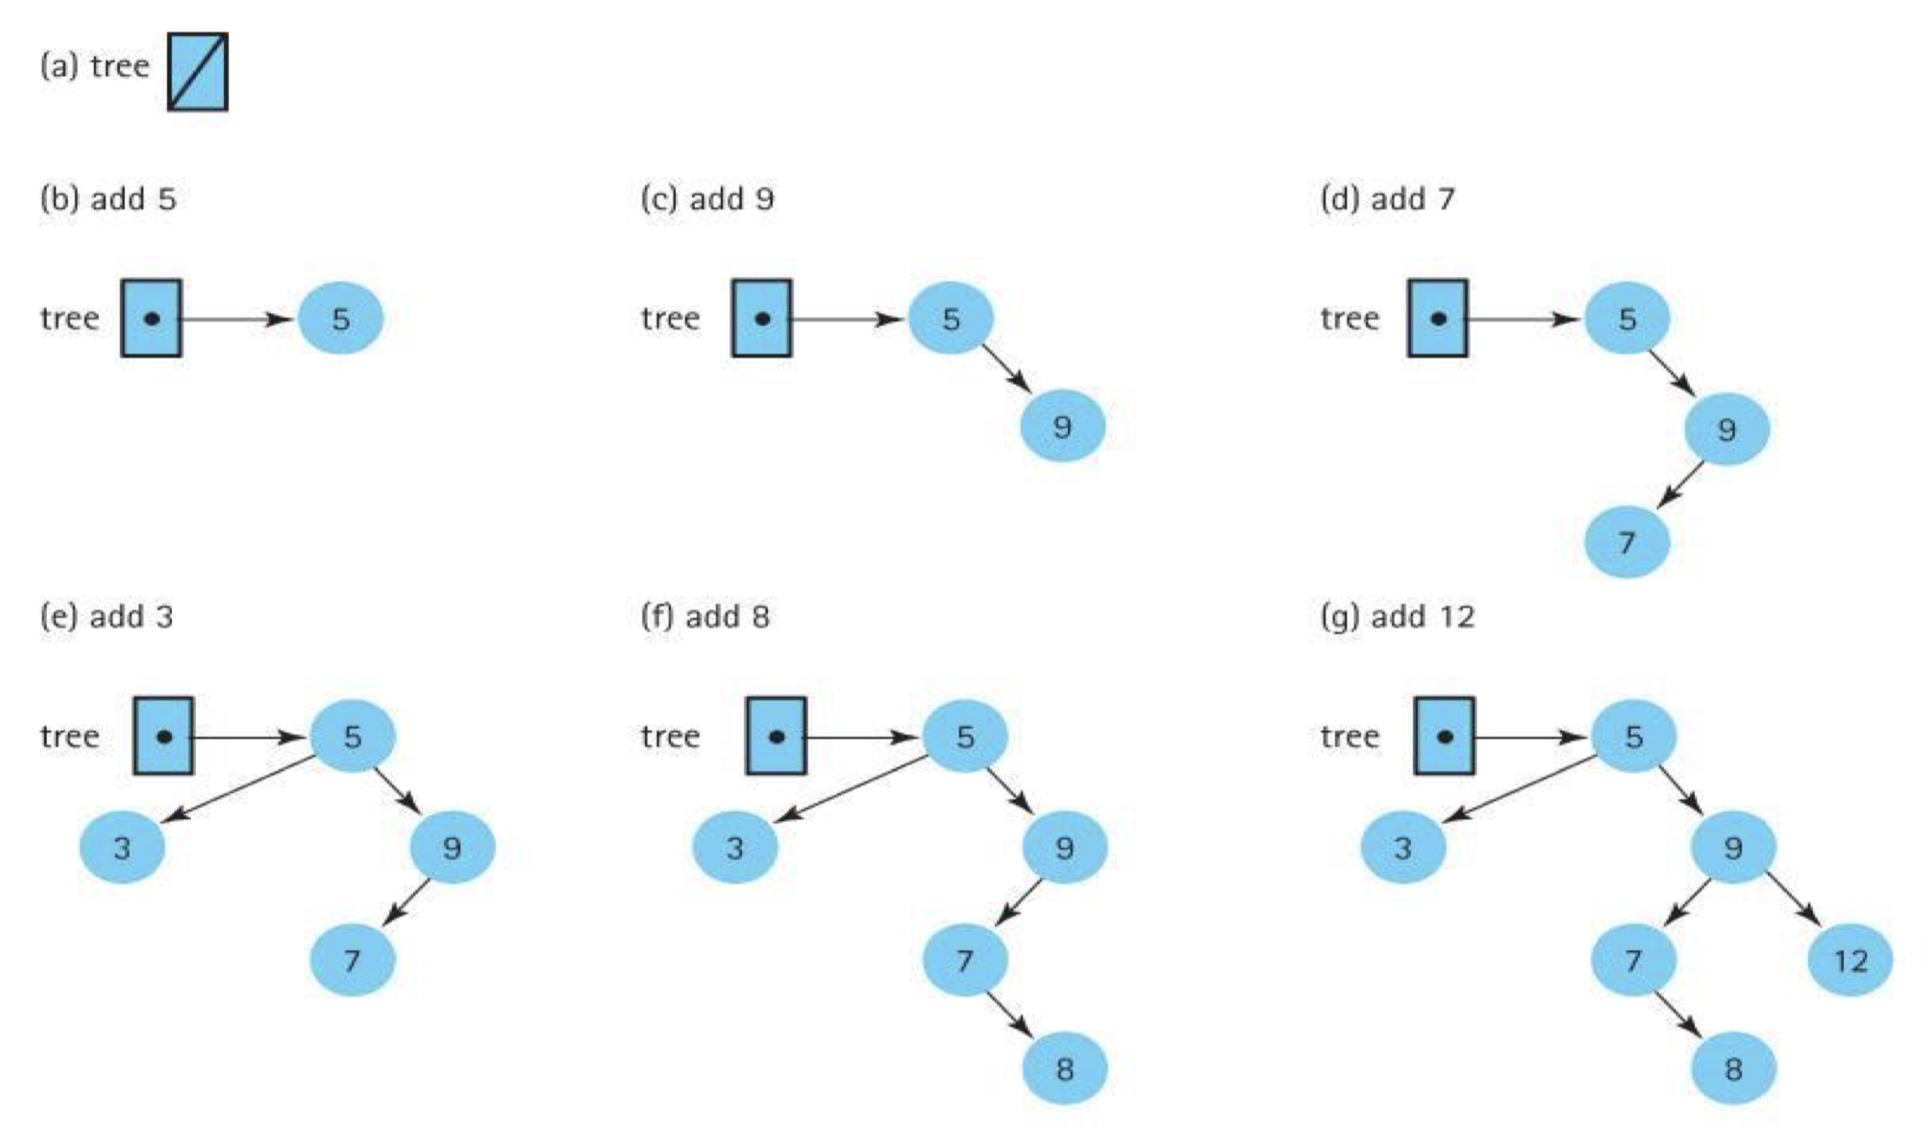 (a) tree
(b) add 5
tree 5
(c) add 9
tree 5
9
(d) add 7
tree 5
9
7
(e) add 3
tree 5
3 9
7
(f) add 8
tree 5
3 9
7
8
(g) add 12
tree 5
3 9
7 12
8